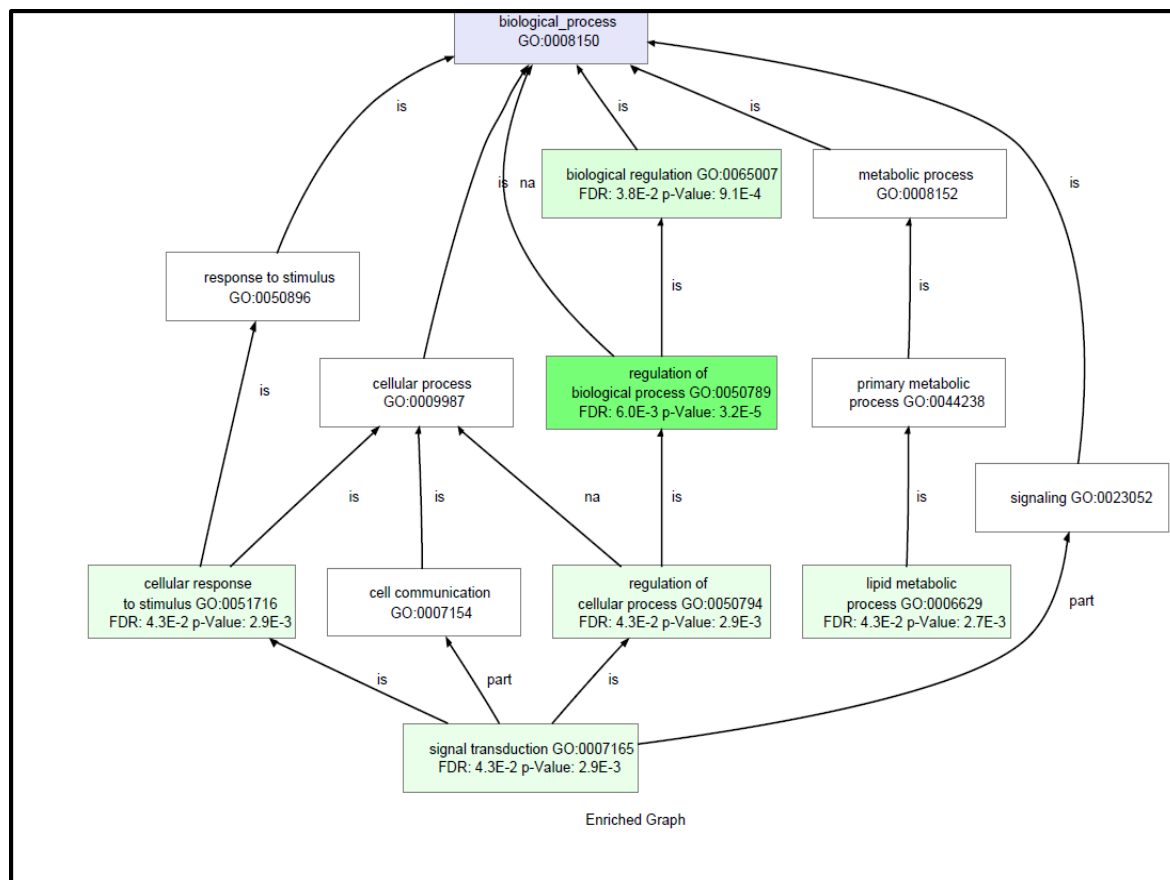 biological_process
GO:0008150
is
is
is
is
na
is
biological regulation GO:0065007
FDR: 3.8E-2 p-Value: 9.1E-4
metabolic process
GO:0008152
response to stimulus
GO:0050896
is
is
is
cellular process
GO:0009987
regulation of
biological process GO:0050789
FDR: 6.0E-3 p-Value: 3.2E-5
primary metabolic
process GO:0044238
is
is
na
is
is
signaling GO:0023052
cellular response
to stimulus GO:0051716
FDR: 4.3E-2 p-Value: 2.9E-3
cell communication
GO:0007154
regulation of
cellular process GO:0050794
FDR: 4.3E-2 p-Value: 2.9E-3
lipid metabolic
process GO:0006629
FDR: 4.3E-2 p-Value: 2.7E-3
part
is
part
is
signal transduction GO:0007165
FDR: 4.3E-2 p-Value: 2.9E-3
Enriched Graph